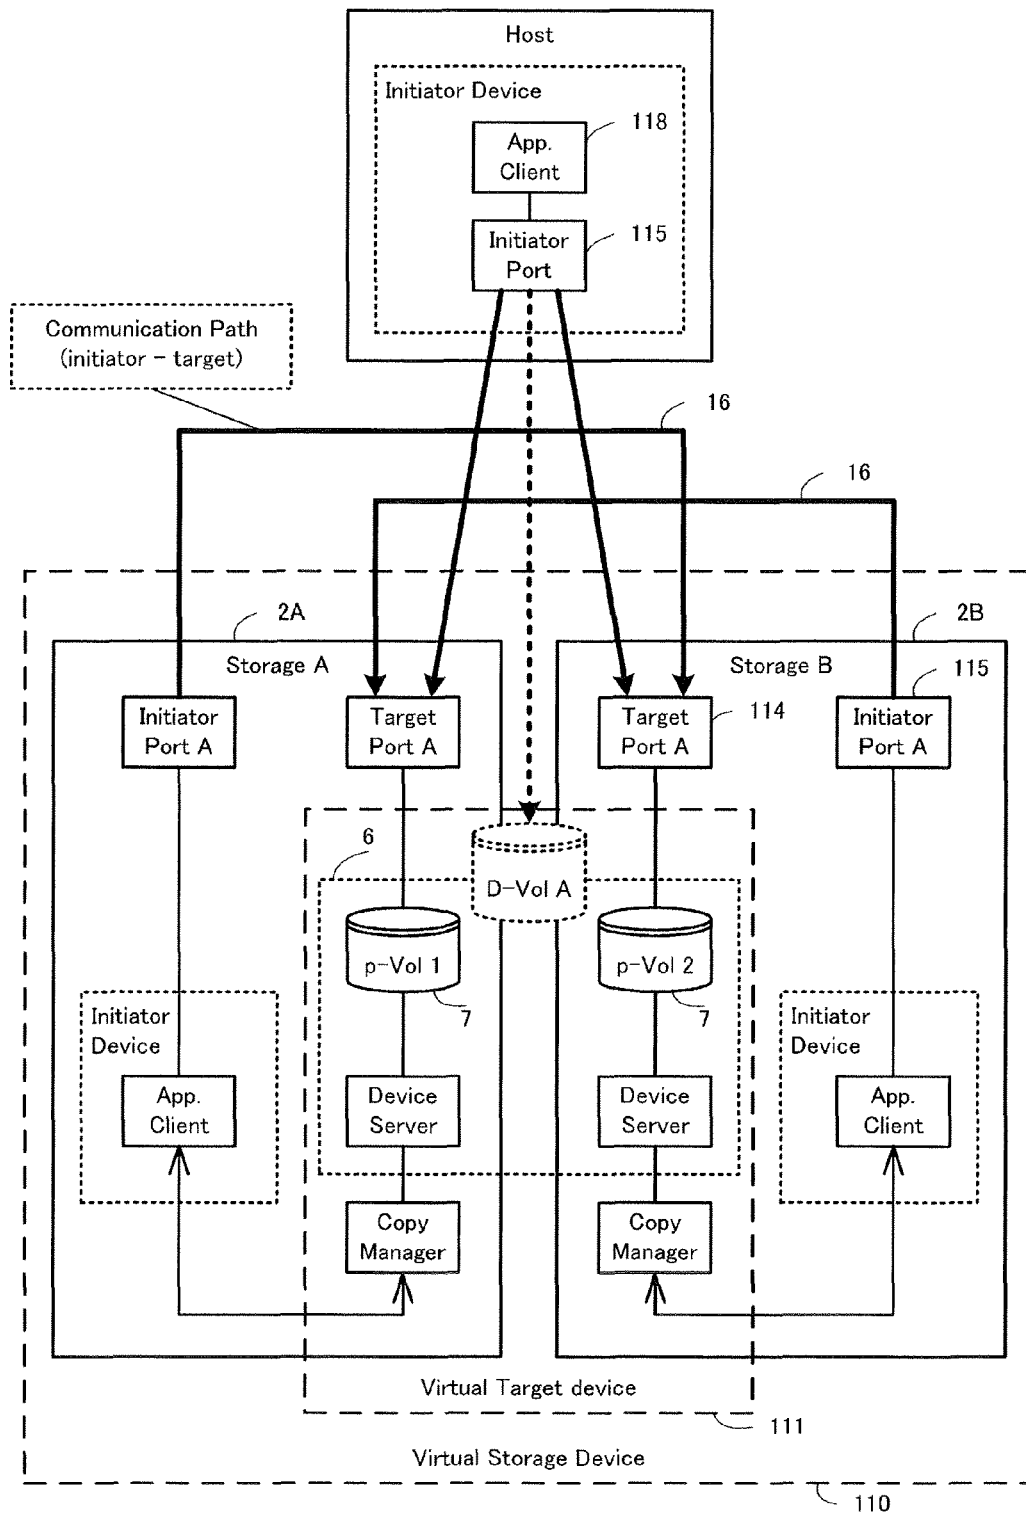 Host
Initiator Device
118
App.
Client
115
Initiator
Port
Communication Path
(initiator - target)
16
16
2A
2B
Storage A
Storage B
115
Initiator
Port A
Target
Port A
Target
Port A
114
Initiator
Port A
6
D-Vol A
p-Vol 1
p-Vol 2
7
7
Initiator
Device
Initiator
Device
App.
Client
Device
Server
Device
Server
App.
Client
Copy
Manager
Copy
Manager
Virtual Target device
111
Virtual Storage Device
110